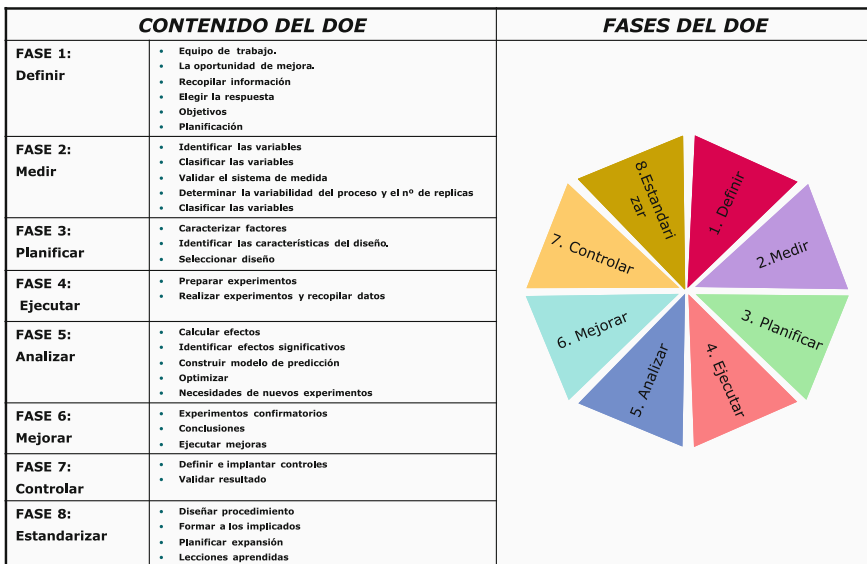 CONTENIDO DEL DOE
FASES DEL DOE
FASE 1:
Definir
• Equipo de trabajo.
• La oportunidad de mejora.
• Recopilar información
• Elegir la respuesta
• Objetivos
• Planificación
FASE 2:
Medir
• Identificar las variables
• Clasificar las variables
• Validar el sistema de medida
• Determinar la variabilidad del proceso y el nº de replicas
• Clasificar las variables
FASE 3:
Planificar
• Caracterizar factores
• Identificar las características del diseño.
• Seleccionar diseño
FASE 4:
Ejecutar
• Preparar experimentos
• Realizar experimentos y recopilar datos
FASE 5:
Analizar
• Calcular efectos
• Identificar efectos significativos
• Construir modelo de predicción
• Optimizar
• Necesidades de nuevos experimentos
FASE 6:
Mejorar
• Experimentos confirmatorios
• Conclusiones
• Ejecutar mejoras
FASE 7:
Controlar
• Definir e implantar controles
• Validar resultado
FASE 8:
Estandarizar
• Diseñar procedimiento
• Formar a los implicados
• Planificar expansión
• Lecciones aprendidas
1. Definir
2.Medir
3. Planificar
4. Ejecutar
5. Analizar
6. Mejorar
7. Controlar
8.Estandari
zar